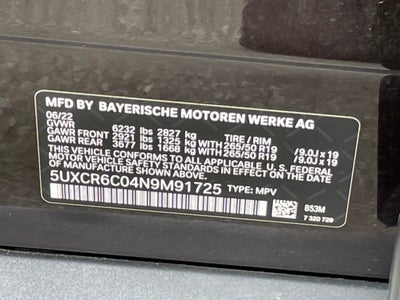 MFD BY BAYERISCHE MOTOREN WERKE AG
06/22
GVWR 6232 lbs 2827 kg TIRE / RIM
GAWR FRONT 2921 lbs 1325 kg WITH 265/50 R19 /9.0J x 19
GAWR REAR 3677 lbs 1668 kg WITH 265/50 R19 /9.0J x 19
THIS VEHICLE CONFORMS TO ALL APPLICABLE U.S. FEDERAL
MOTOR VEHICLE SAFETY STANDARDS IN EFFECT ON
THE DATE OF MANUFACTURE SHOWN ABOVE.
5UXCR6C04N9M91725 TYPE: MPV
B53M
7 320 729